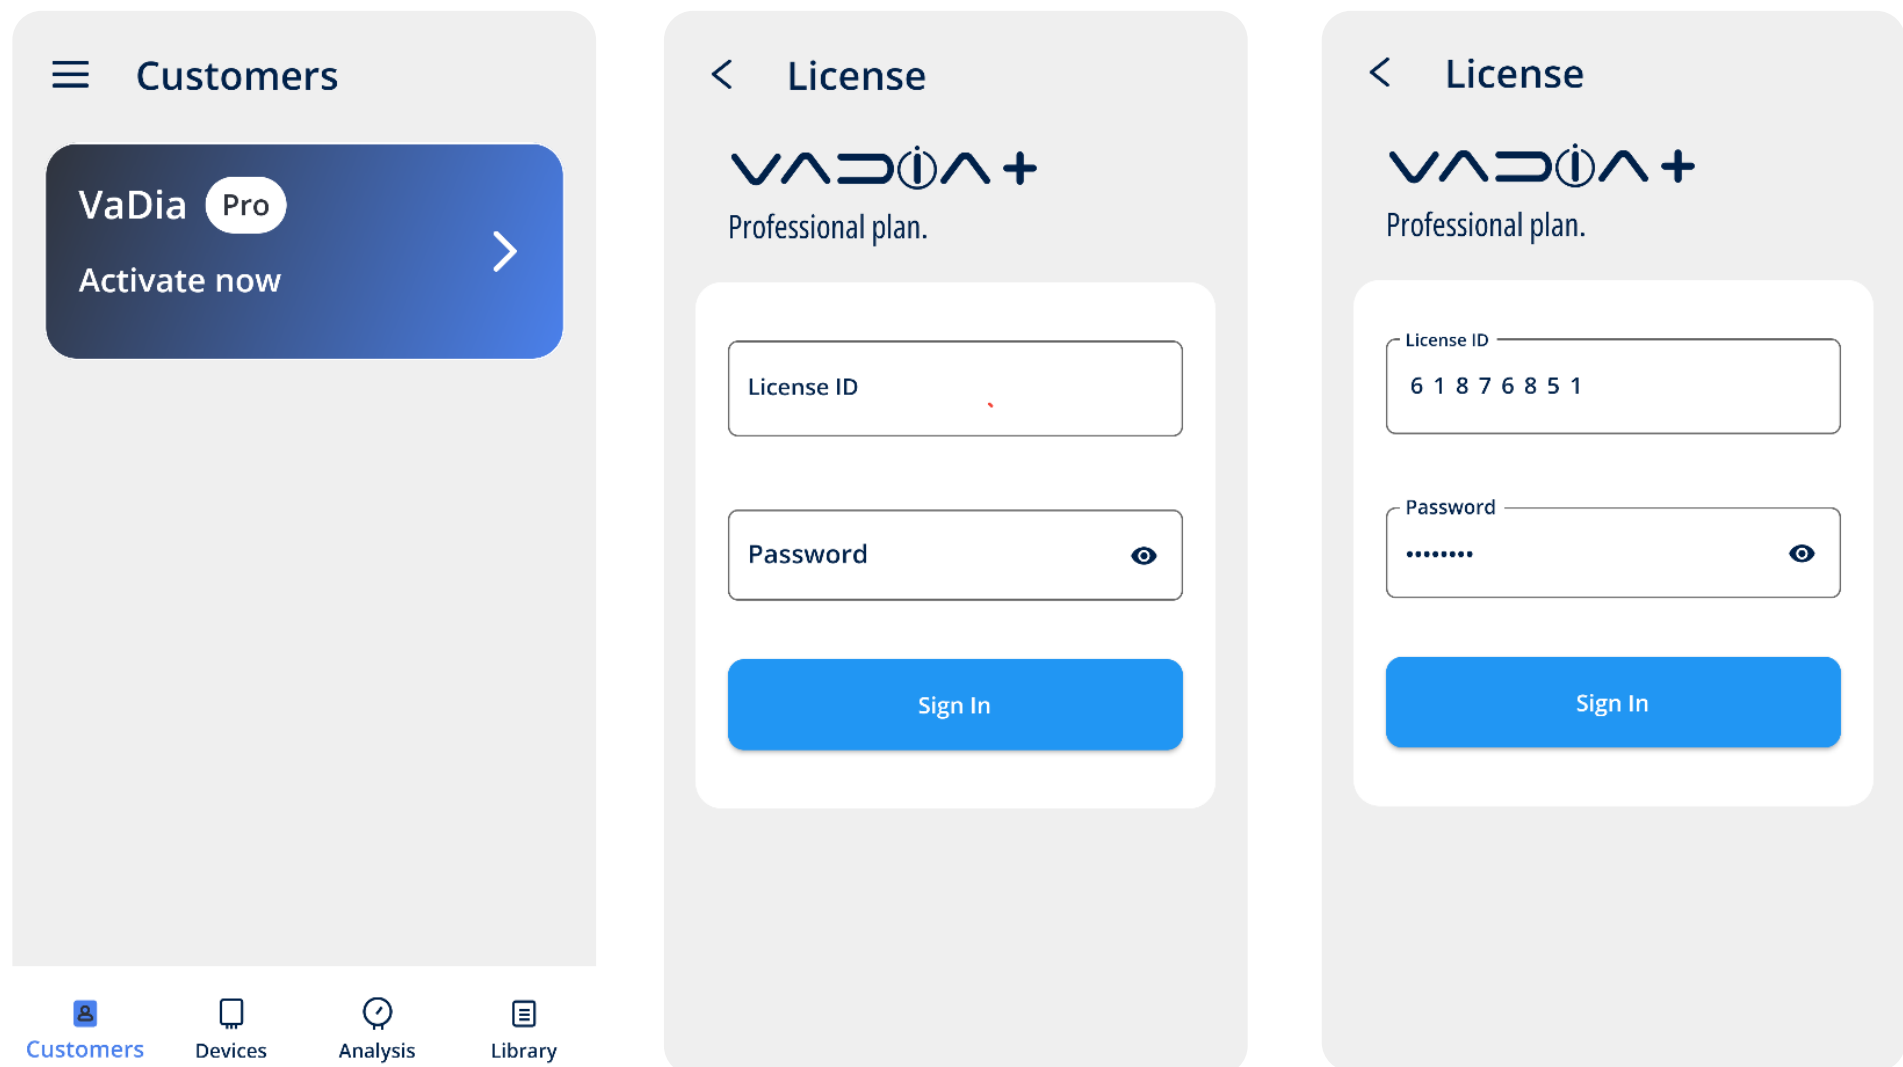 Customers
VaDia Pro
Activate now
Customers
Devices
Analysis
Library
License
VADIA+
Professional plan.
License ID
Password
Sign In
License
VADIA+
Professional plan.
License ID
6 1 8 7 6 8 5 1
Password
••••••••
Sign In